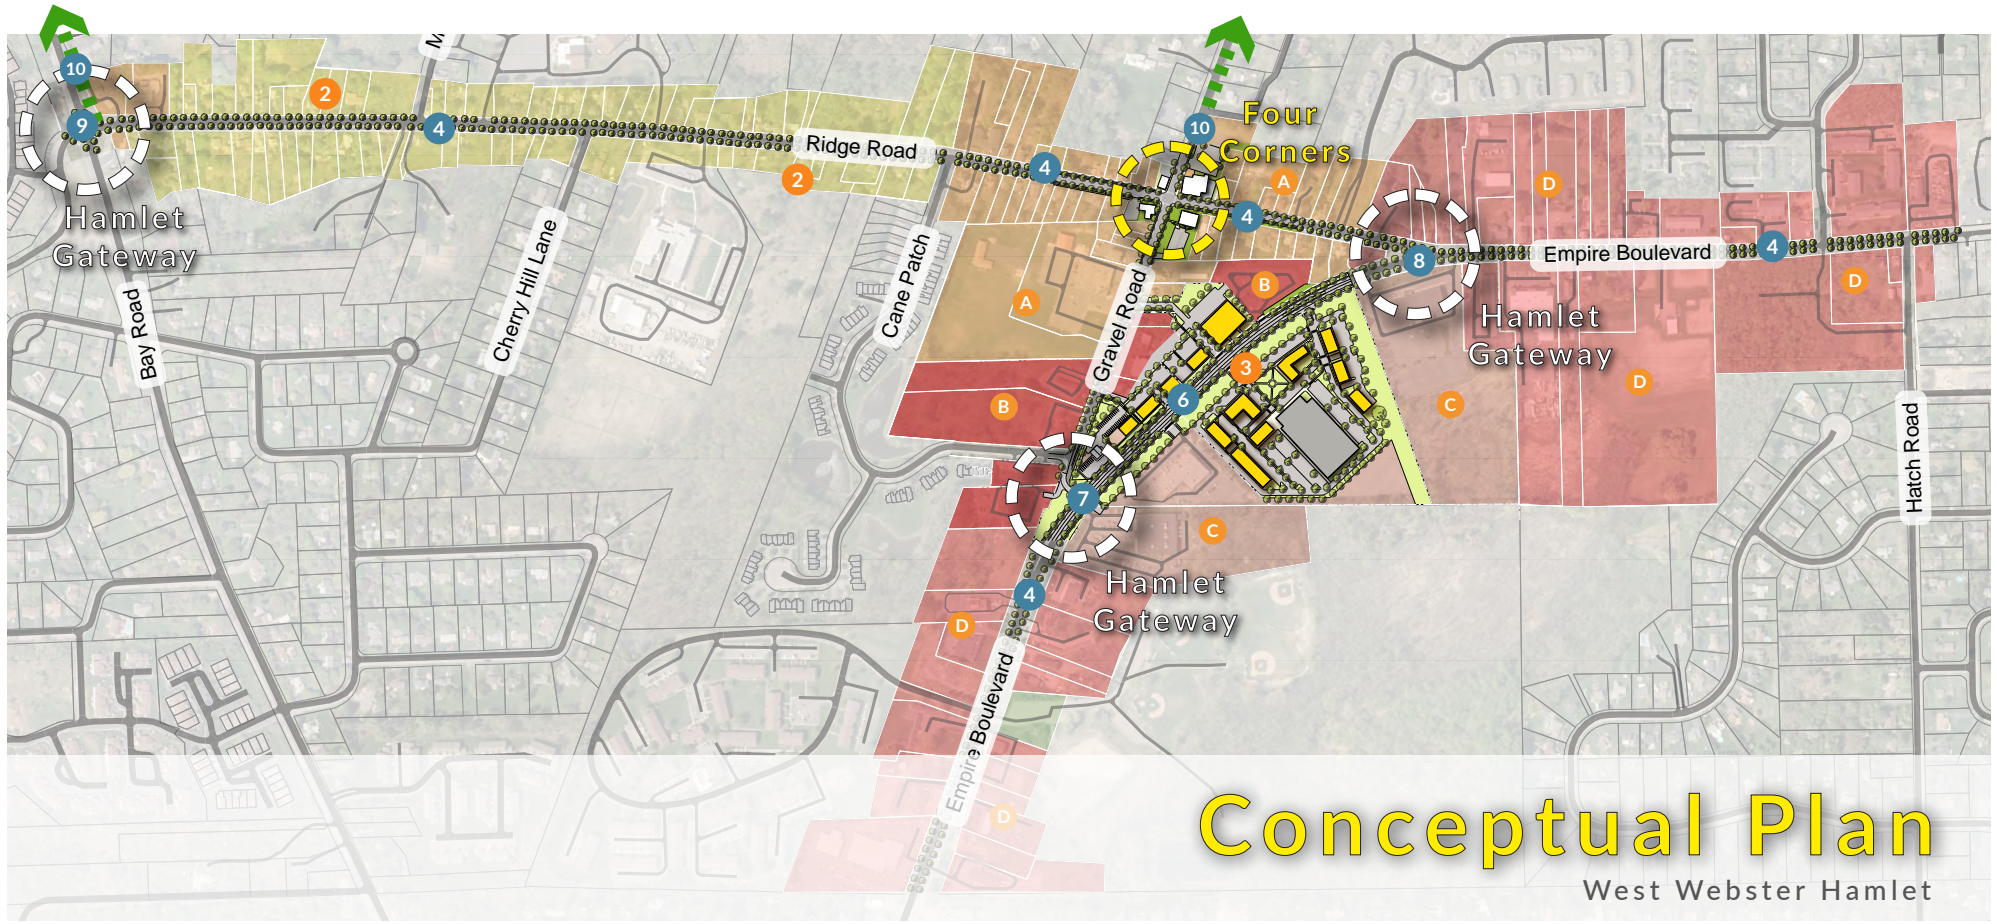 10
9
2
4
M
Hamlet
Gateway
Bay Road
Cherry Hill Lane
2
Ridge Road
Cane Patch
4
10
Four
Corners
A
4
A
B
Gravel Road
B
3
6
8
D
Empire Boulevard
4
D
Hamlet
Gateway
D
C
Hatch Road
7
C
Hamlet
Gateway
4
D
Empire Boulevard
D
Conceptual Plan
West Webster Hamlet